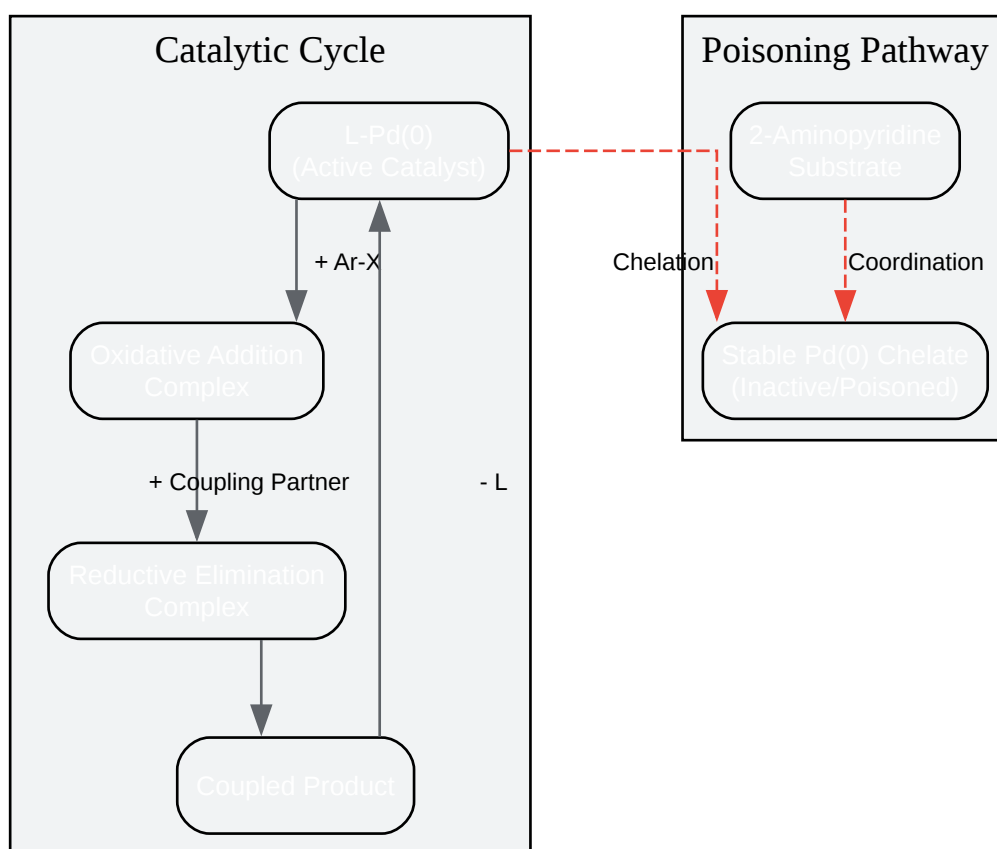 Catalytic Cycle
Poisoning Pathway
L-Pd(0)
(Active Catalyst)
2-Aminopyridine
Substrate
+ Ar-X
Chelation
Coordination
Oxidative Addition
Complex
Stable Pd(0) Chelate
(Inactive/Poisoned)
+ Coupling Partner
- L
Reductive Elimination
Complex
Coupled Product